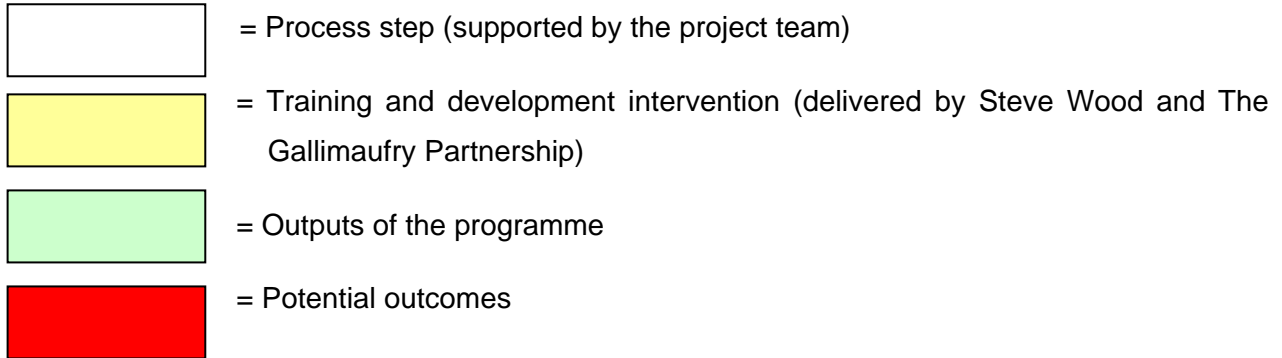 = Process step (supported by the project team)
= Training and development intervention (delivered by Steve Wood and The
Gallimaufry Partnership)
= Outputs of the programme
= Potential outcomes